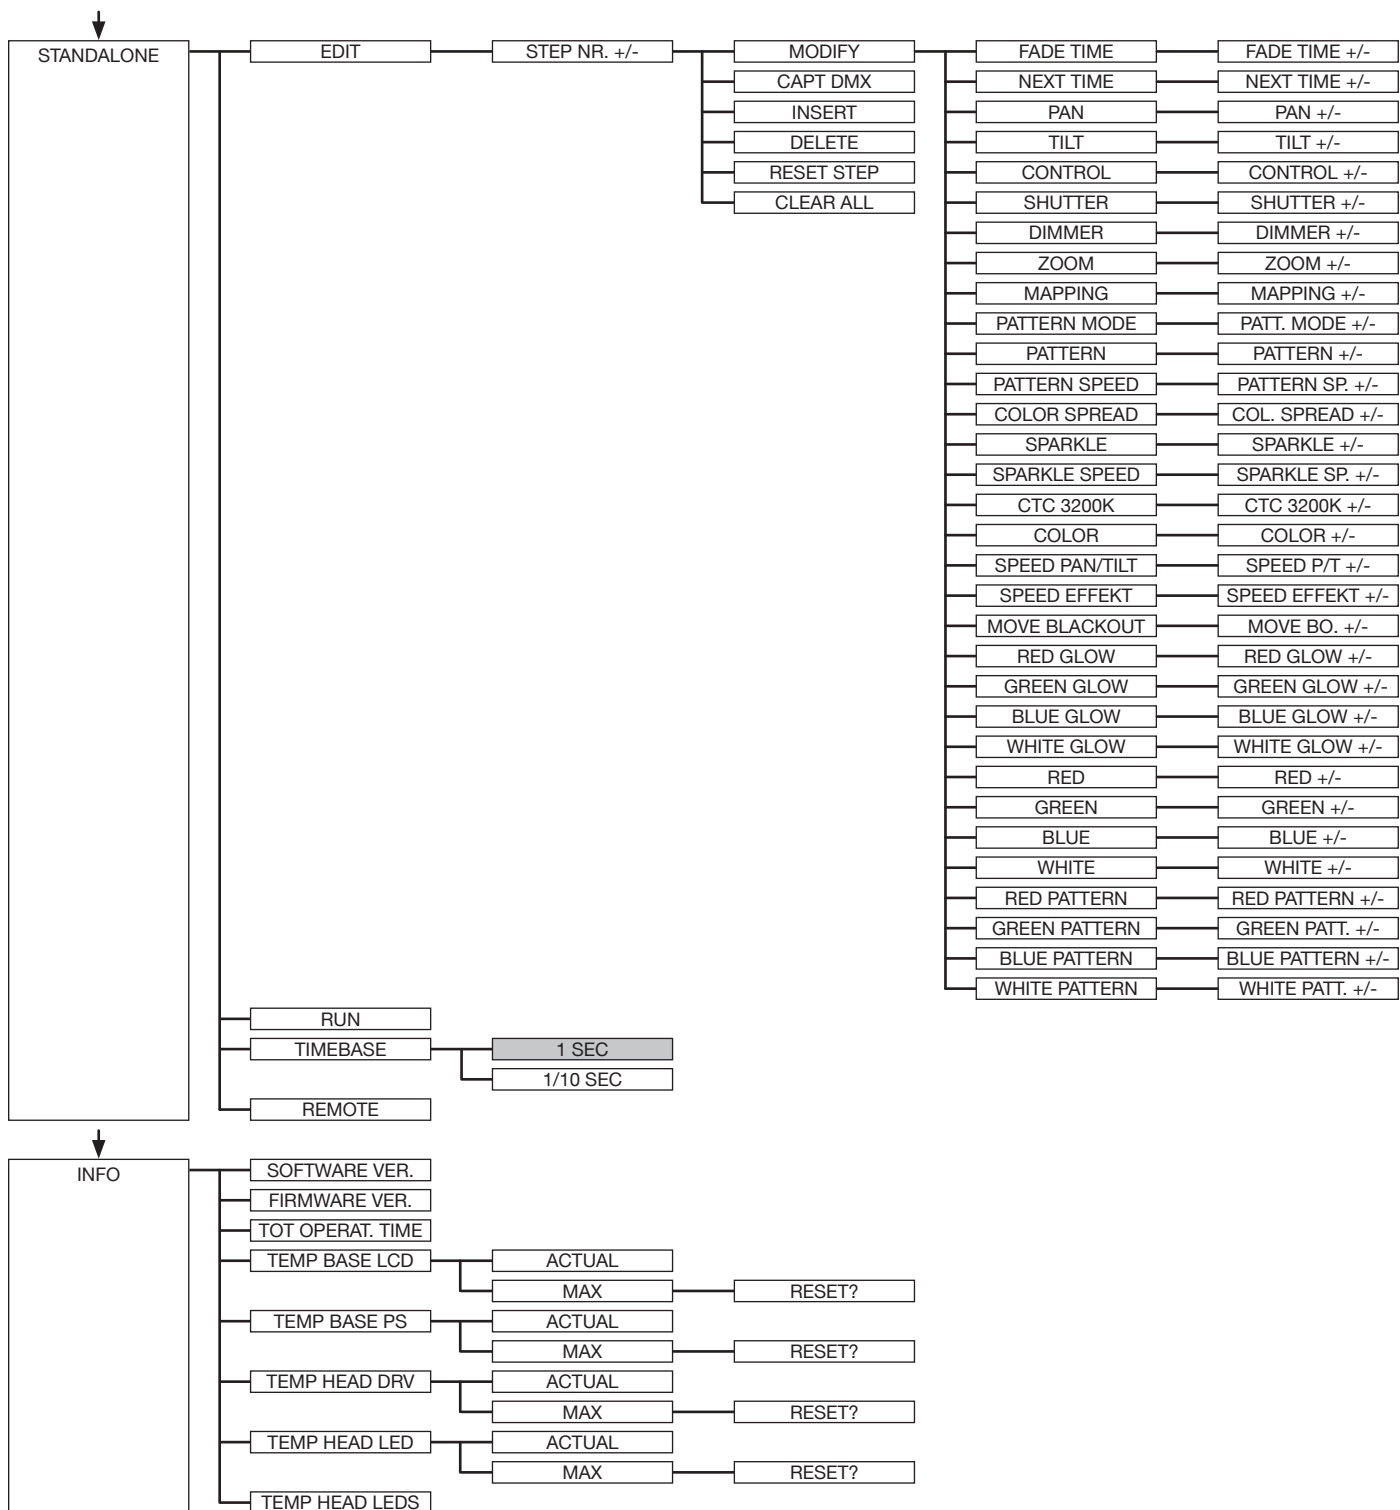 STANDALONE EDIT STEP NR. +/- MODIFY FADE TIME FADE TIME +/-
CAPT DMX NEXT TIME NEXT TIME +/-
INSERT PAN PAN +/-
DELETE TILT TILT +/-
RESET STEP CONTROL CONTROL +/-
CLEAR ALL SHUTTER SHUTTER +/-
DIMMER DIMMER +/-
ZOOM ZOOM +/-
MAPPING MAPPING +/-
PATTERN MODE PATT. MODE +/-
PATTERN PATTERN +/-
PATTERN SPEED PATTERN SP. +/-
COLOR SPREAD COL. SPREAD +/-
SPARKLE SPARKLE +/-
SPARKLE SPEED SPARKLE SP. +/-
CTC 3200K CTC 3200K +/-
COLOR COLOR +/-
SPEED PAN/TILT SPEED P/T +/-
SPEED EFFEKT SPEED EFFEKT +/-
MOVE BLACKOUT MOVE BO. +/-
RED GLOW RED GLOW +/-
GREEN GLOW GREEN GLOW +/-
BLUE GLOW BLUE GLOW +/-
WHITE GLOW WHITE GLOW +/-
RED RED +/-
GREEN GREEN +/-
BLUE BLUE +/-
WHITE WHITE +/-
RED PATTERN RED PATTERN +/-
GREEN PATTERN GREEN PATT. +/-
BLUE PATTERN BLUE PATTERN +/-
WHITE PATTERN WHITE PATT. +/-
RUN
TIMEBASE 1 SEC
1/10 SEC
REMOTE
INFO SOFTWARE VER.
FIRMWARE VER.
TOT OPERAT. TIME
TEMP BASE LCD ACTUAL
MAX RESET?
TEMP BASE PS ACTUAL
MAX RESET?
TEMP HEAD DRV ACTUAL
MAX RESET?
TEMP HEAD LED ACTUAL
MAX RESET?
TEMP HEAD LEDS